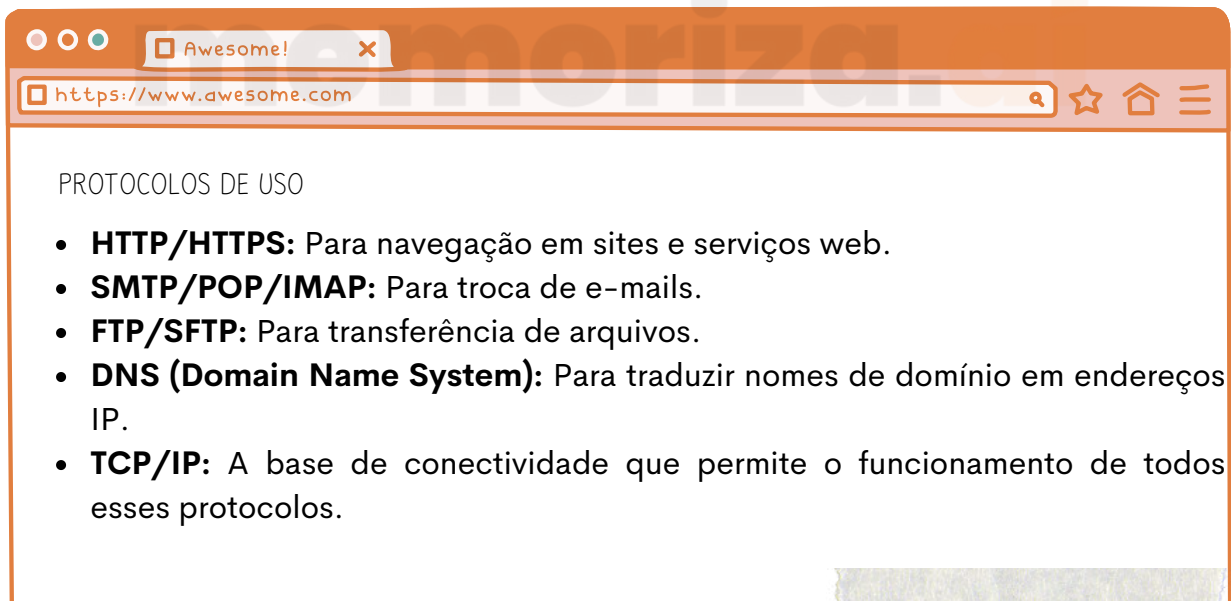 memoriza.ai
Awesome!
https://www.awesome.com
PROTOCOLOS DE USO
• HTTP/HTTPS: Para navegação em sites e serviços web.
• SMTP/POP/IMAP: Para troca de e-mails.
• FTP/SFTP: Para transferência de arquivos.
• DNS (Domain Name System): Para traduzir nomes de domínio em endereços
IP.
• TCP/IP: A base de conectividade que permite o funcionamento de todos
esses protocolos.